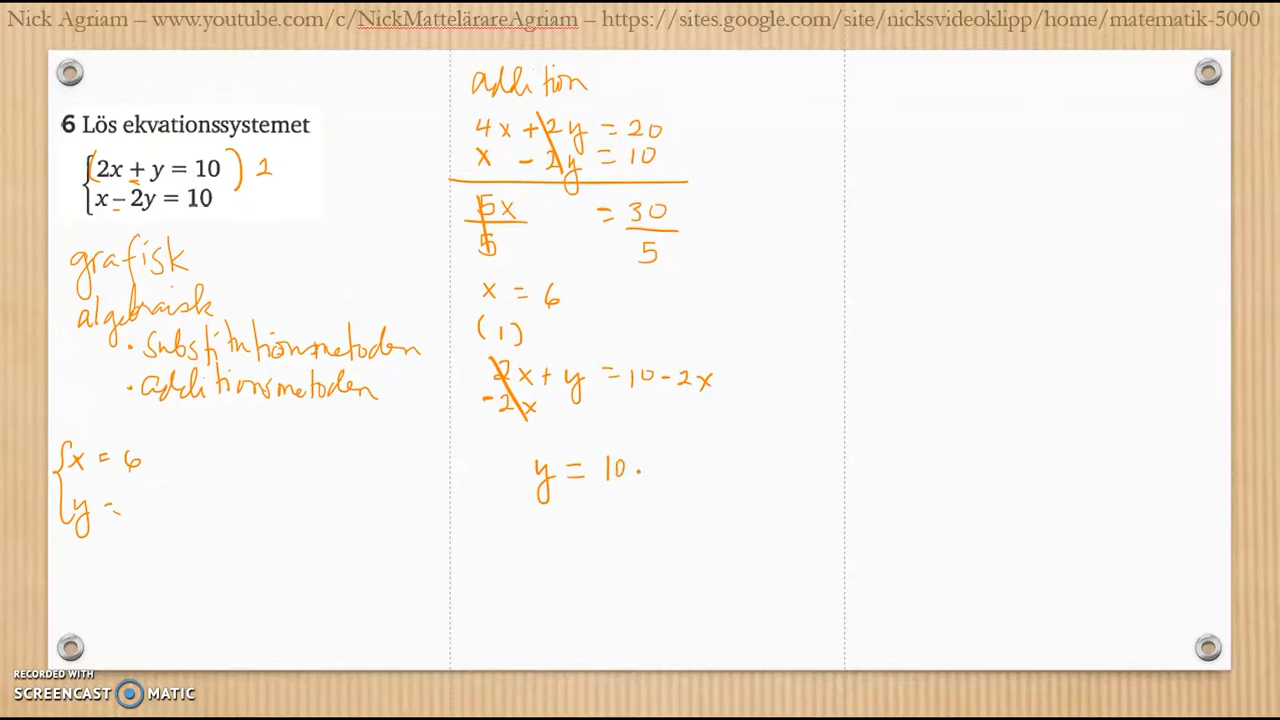 Nick Agriam – www.youtube.com/c/NickMattelärareAgriam – https://sites.google.com/site/nicksvideoklipp/home/matematik-5000
6 Lös ekvationssystemet
(2x + y = 10) 2
x – 2y = 10
grafisk
algebraisk
· substitutionsmetoden
· additionsmetoden
x = 6
y =
addition
4x + 2y = 20
x - 2y = 10
5x = 30
5 5
x = 6
(1)
2x + y = 10 - 2x
-2x
y = 10 ·
RECORDED WITH
SCREENCAST MATIC